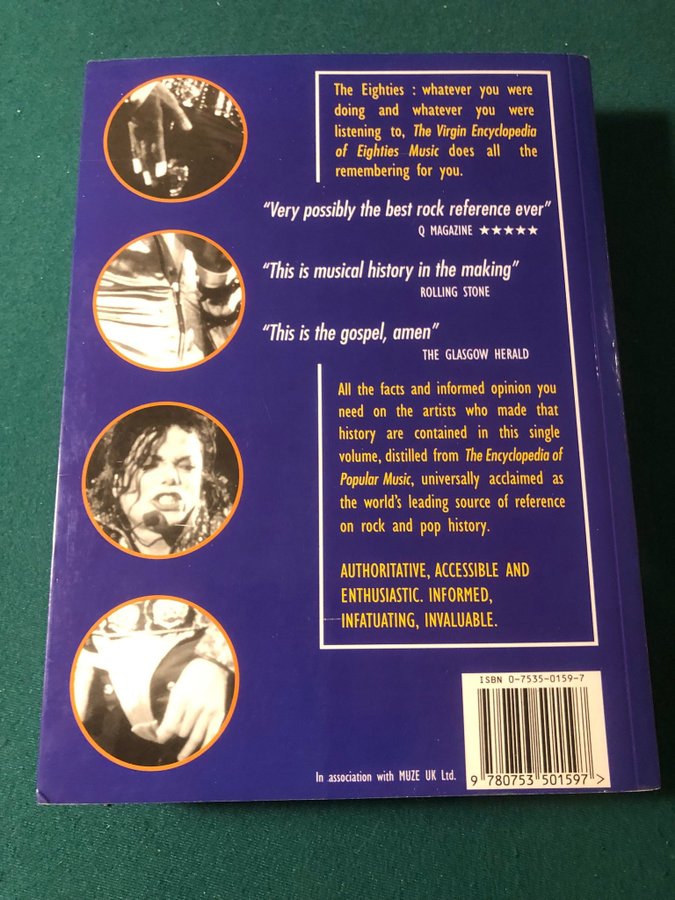 The Eighties : whatever you were
doing and whatever you were
listening to, The Virgin Encyclopedia
of Eighties Music does all the
remembering for you.
“Very possibly the best rock reference ever”
Q MAGAZINE ★★★★★
“This is musical history in the making”
ROLLING STONE
“This is the gospel, amen”
THE GLASGOW HERALD
All the facts and informed opinion you
need on the artists who made that
history are contained in this single
volume, distilled from The Encyclopedia of
Popular Music, universally acclaimed as
the world's leading source of reference
on rock and pop history.
AUTHORITATIVE, ACCESSIBLE AND
ENTHUSIASTIC. INFORMED,
INFATUATING, INVALUABLE.
ISBN 0-7535-0159-7
9 780753 501597 >
In association with MUZE UK Ltd.